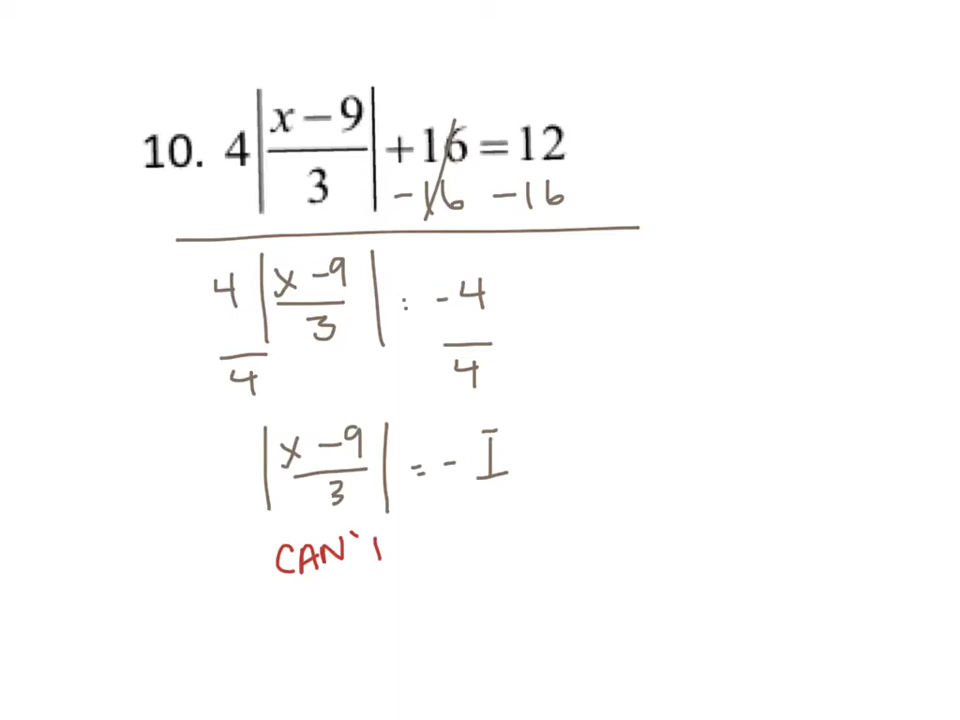 10. 4|x−9/3| +16 = 12
−16 −16
4|x−9/3| = −4
4 4
|x−9/3| = −1
CAN'T